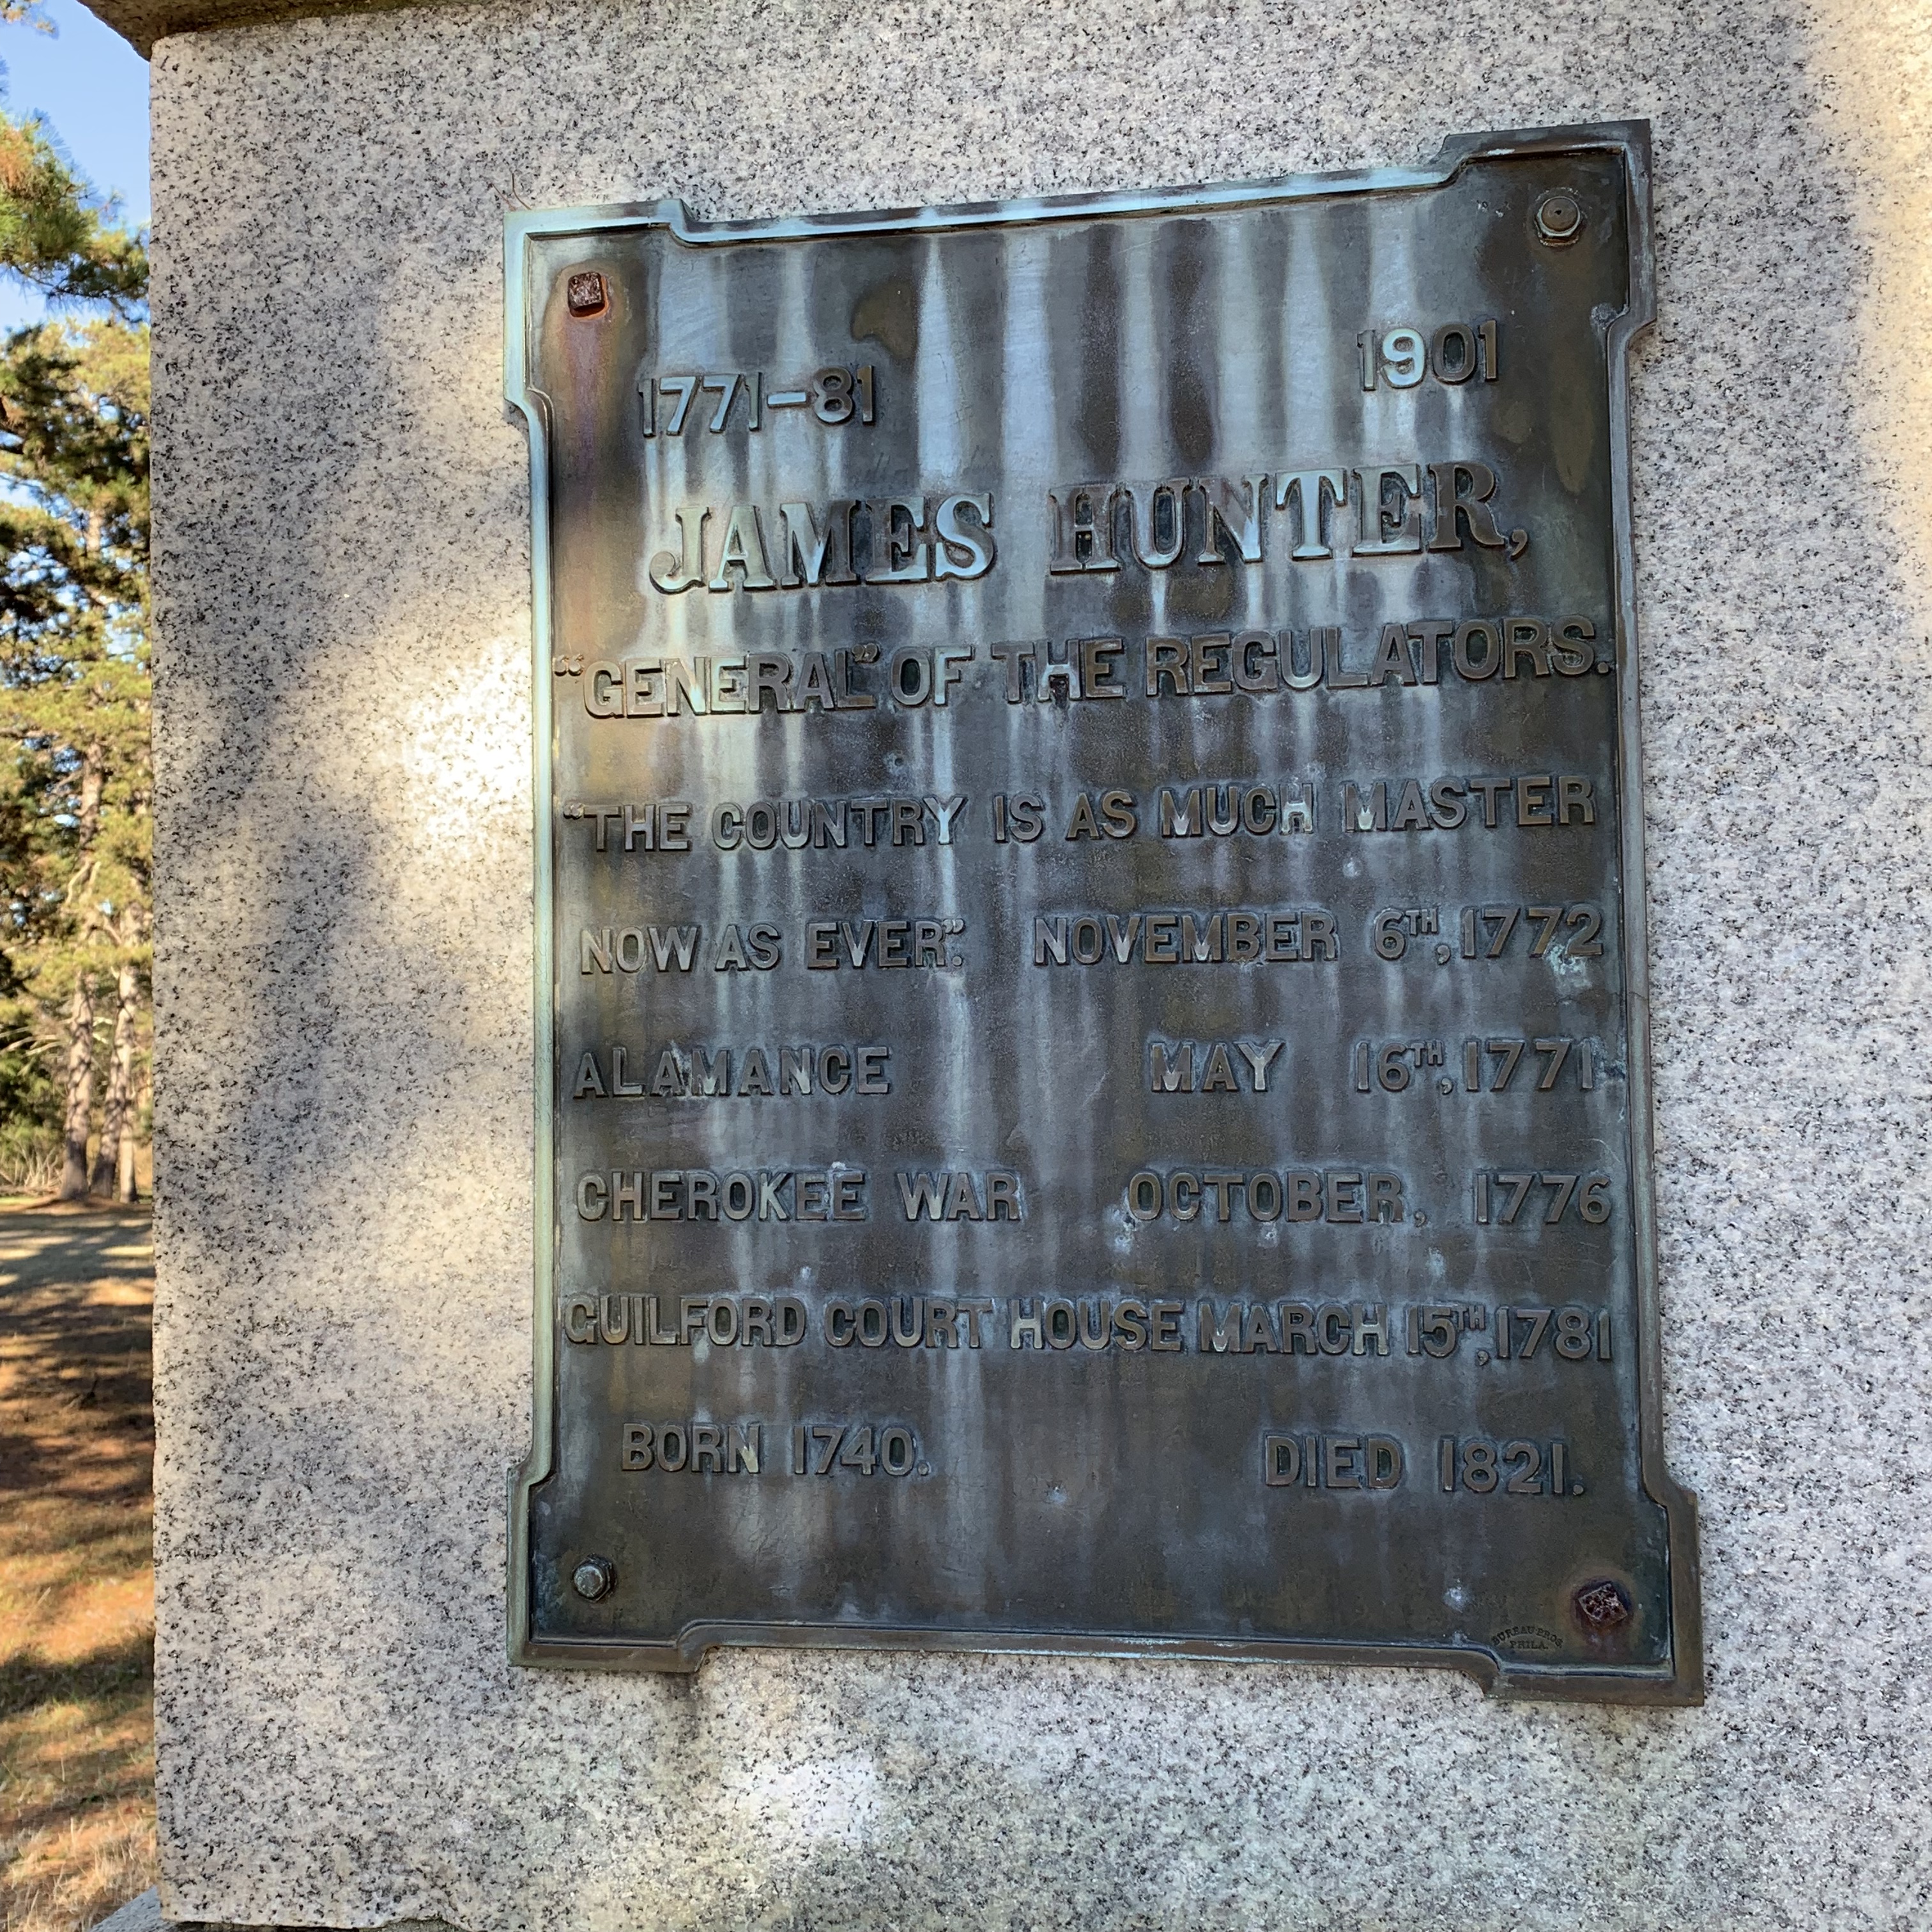 1771-81 1901
JAMES HUNTER,
"GENERAL" OF THE REGULATORS.
"THE COUNTRY IS AS MUCH MASTER
NOW AS EVER". NOVEMBER 6TH, 1772
ALAMANCE MAY 16TH, 1771
CHEROKEE WAR OCTOBER, 1776
GUILFORD COURT HOUSE MARCH 15TH, 1781
BORN 1740. DIED 1821.
BUREAU BROS.
PHILA.